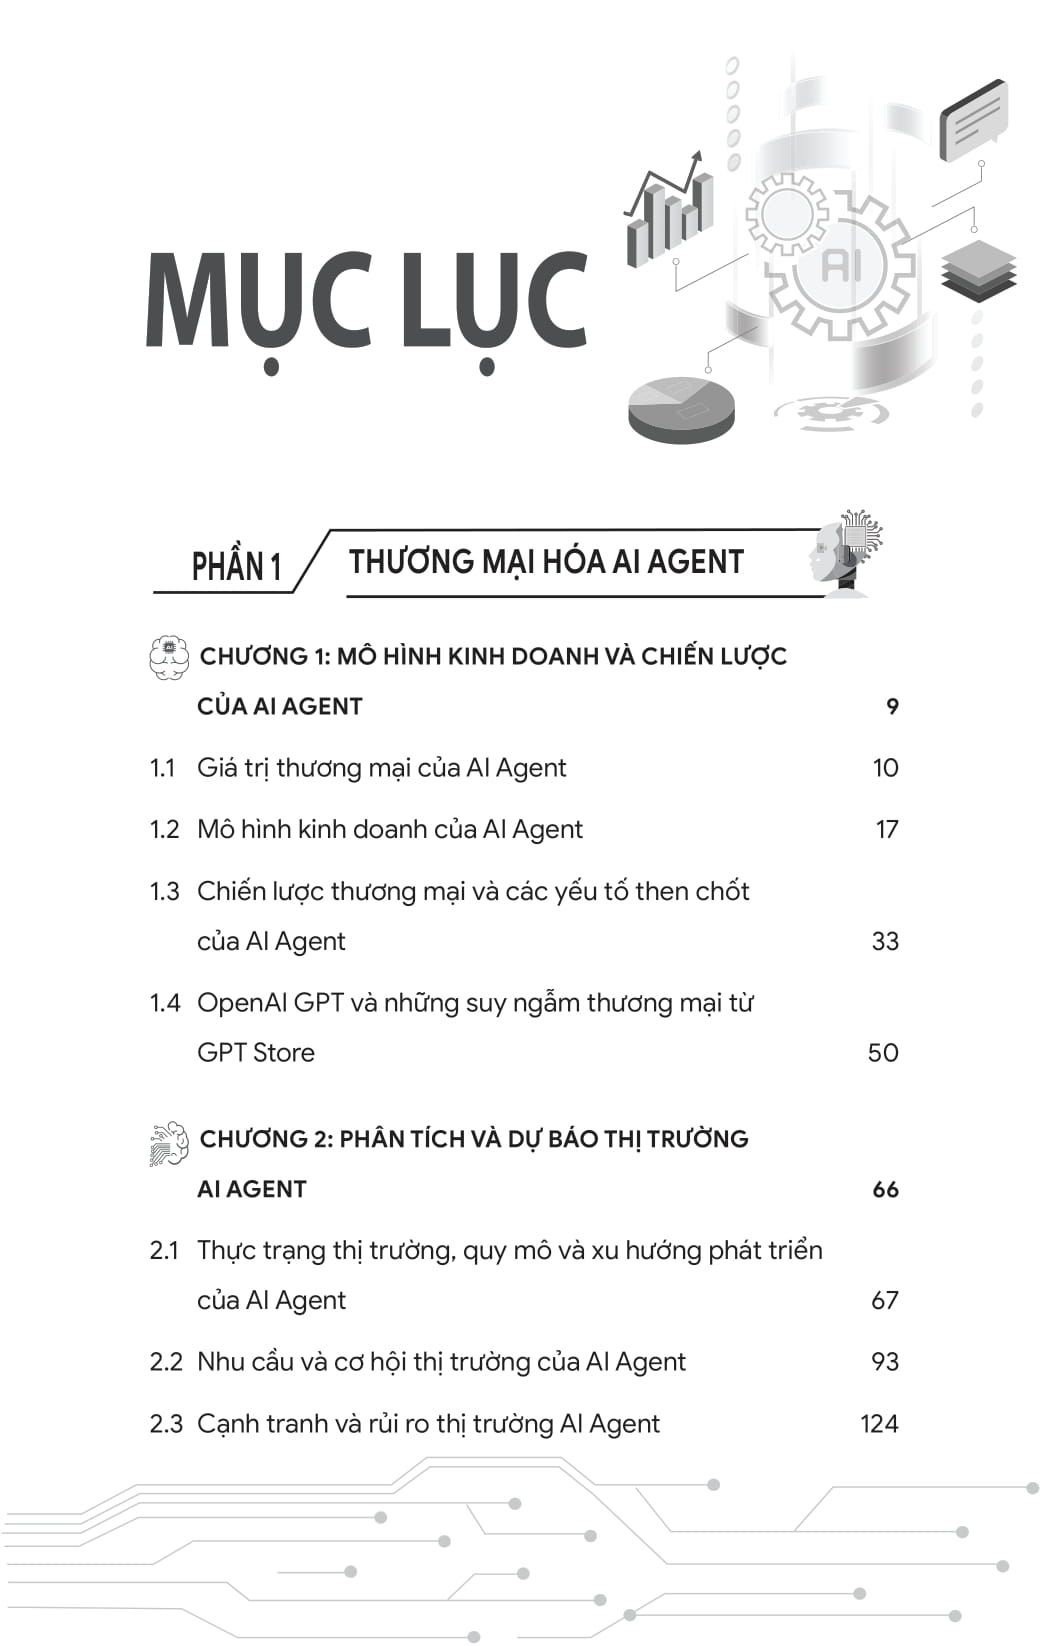 MỤC LỤC
AI
PHẦN 1
THƯƠNG MẠI HÓA AI AGENT
CHƯƠNG 1: MÔ HÌNH KINH DOANH VÀ CHIẾN LƯỢC
CỦA AI AGENT 9
1.1 Giá trị thương mại của AI Agent 10
1.2 Mô hình kinh doanh của AI Agent 17
1.3 Chiến lược thương mại và các yếu tố then chốt
của AI Agent 33
1.4 OpenAI GPT và những suy ngẫm thương mại từ
GPT Store 50
CHƯƠNG 2: PHÂN TÍCH VÀ DỰ BÁO THỊ TRƯỜNG
AI AGENT 66
2.1 Thực trạng thị trường, quy mô và xu hướng phát triển
của AI Agent 67
2.2 Nhu cầu và cơ hội thị trường của AI Agent 93
2.3 Cạnh tranh và rủi ro thị trường AI Agent 124